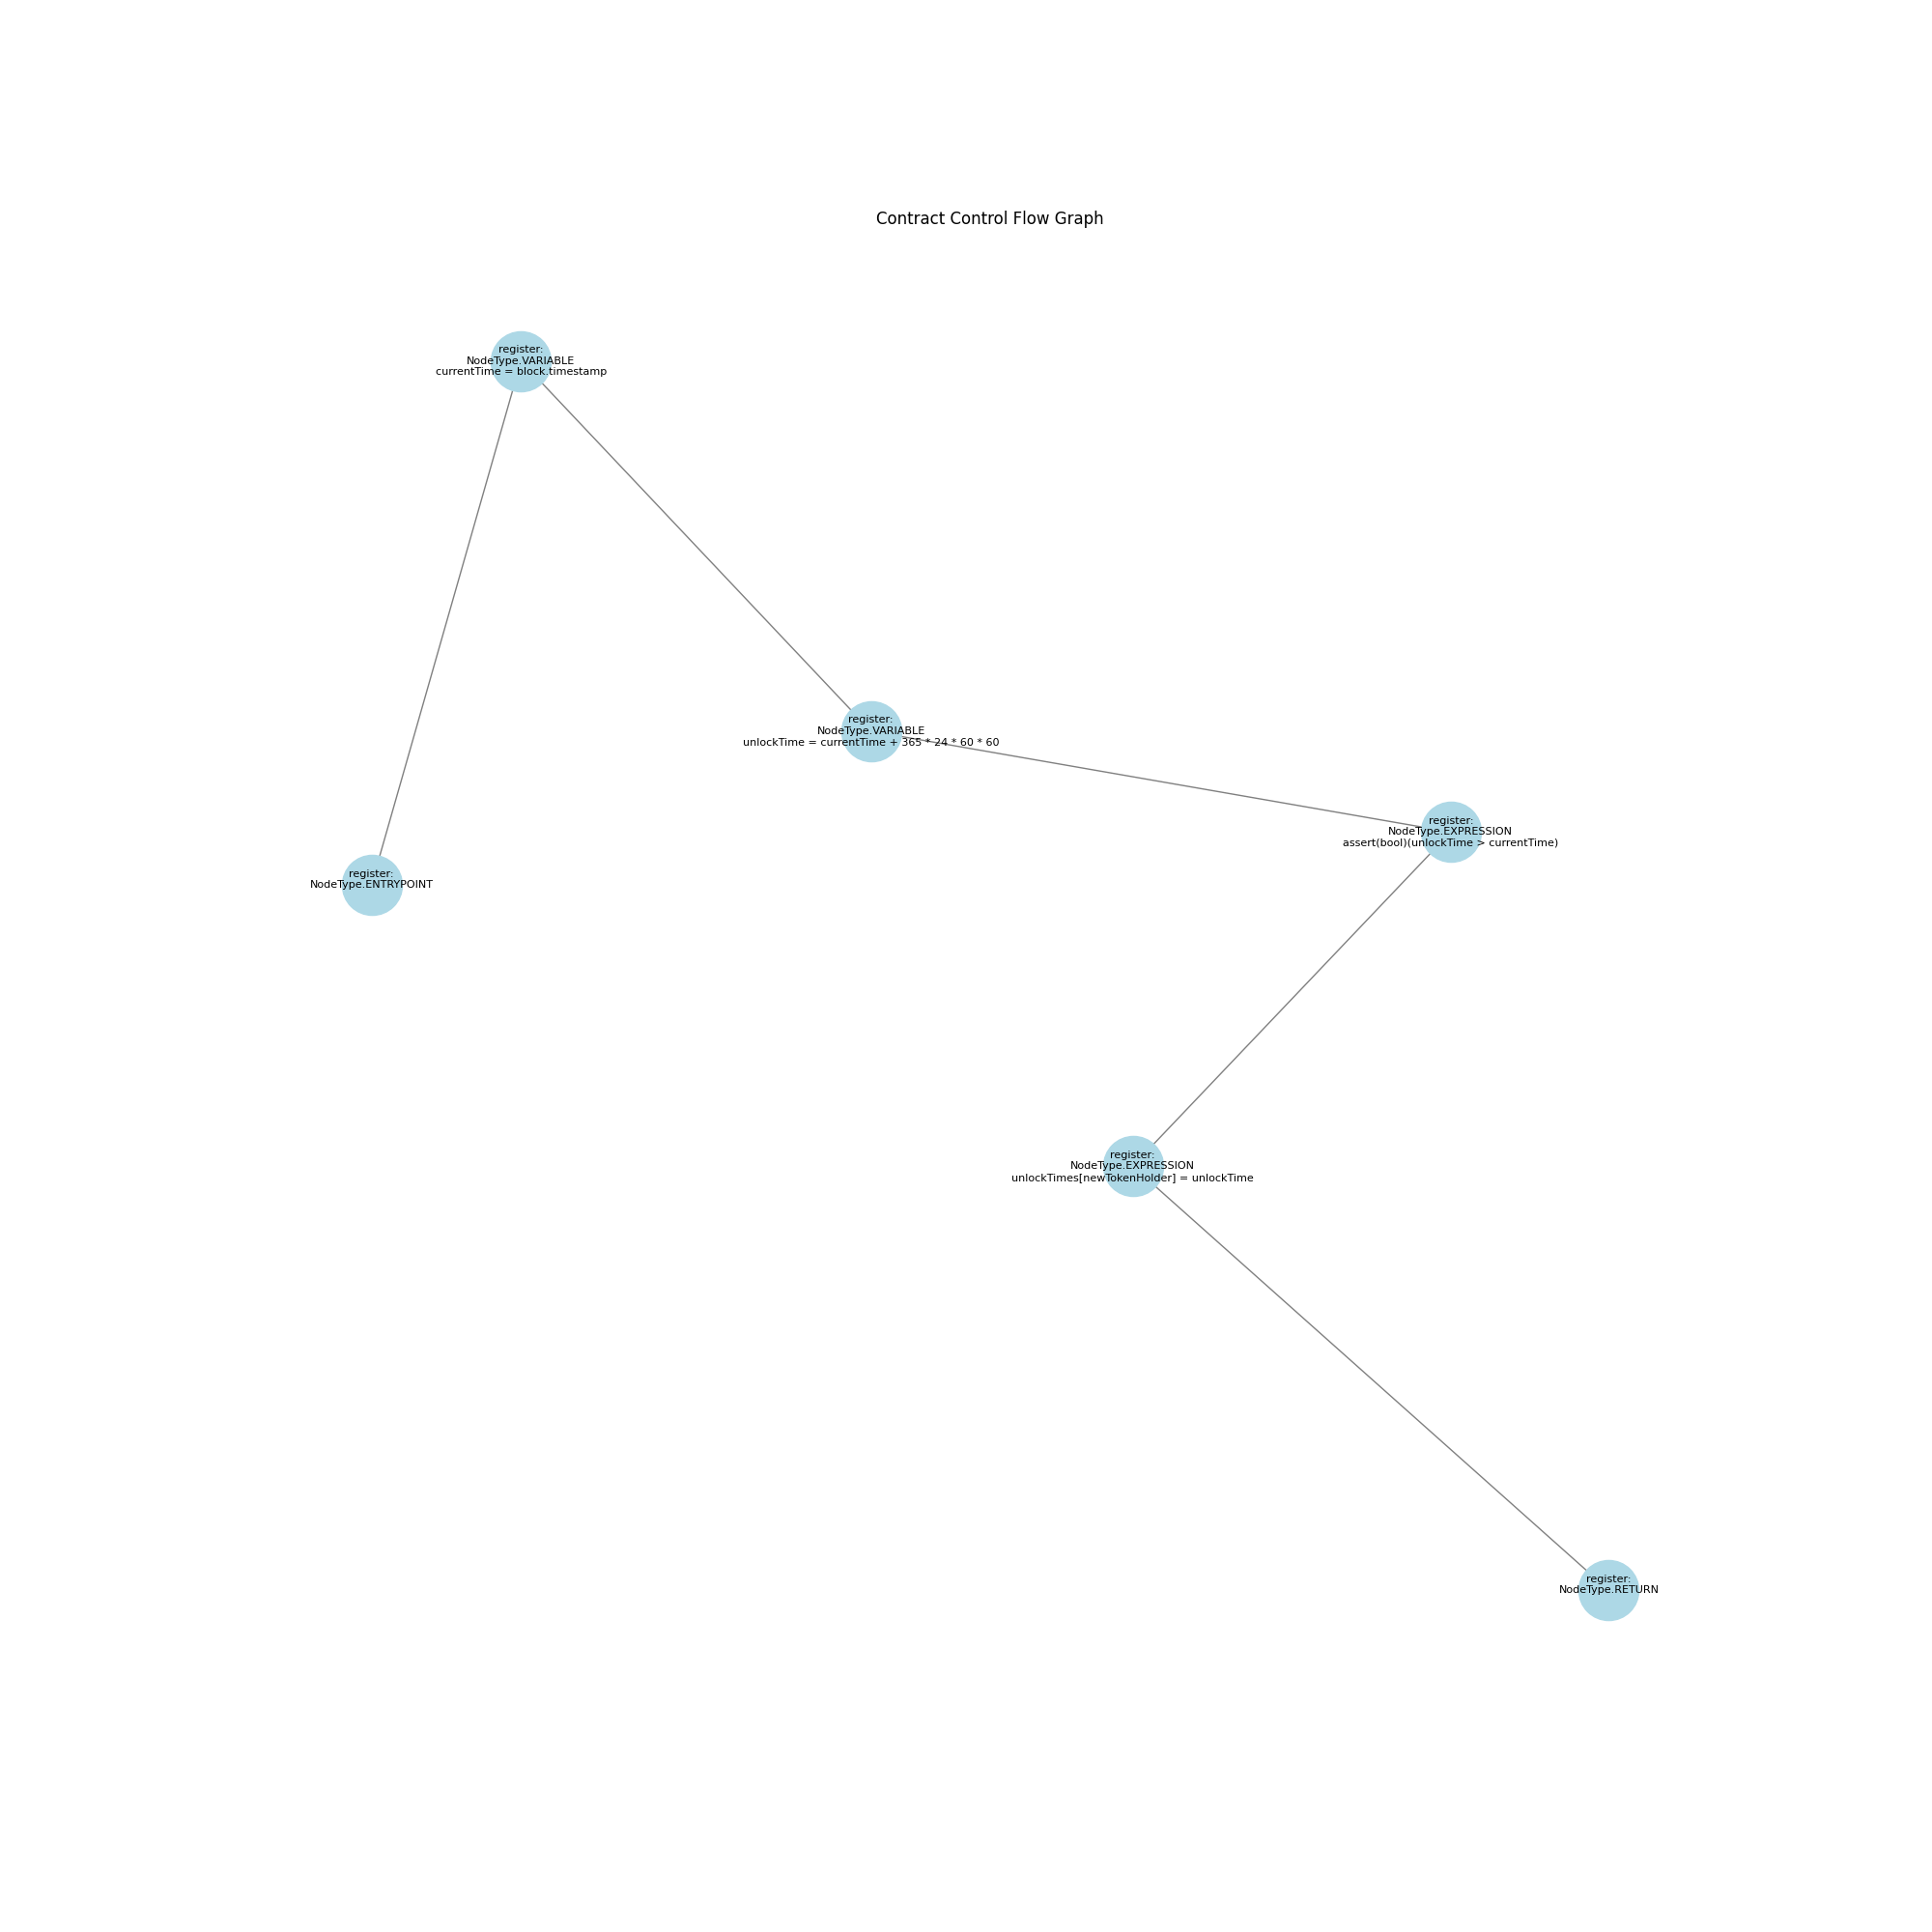 Contract Control Flow Graph
register:
NodeType.VARIABLE
currentTime = block.timestamp
register:
NodeType.VARIABLE
unlockTime = currentTime + 365 * 24 * 60 * 60
register:
NodeType.EXPRESSION
assert(bool)(unlockTime > currentTime)
register:
NodeType.ENTRYPOINT
register:
NodeType.EXPRESSION
unlockTimes[newTokenHolder] = unlockTime
register:
NodeType.RETURN